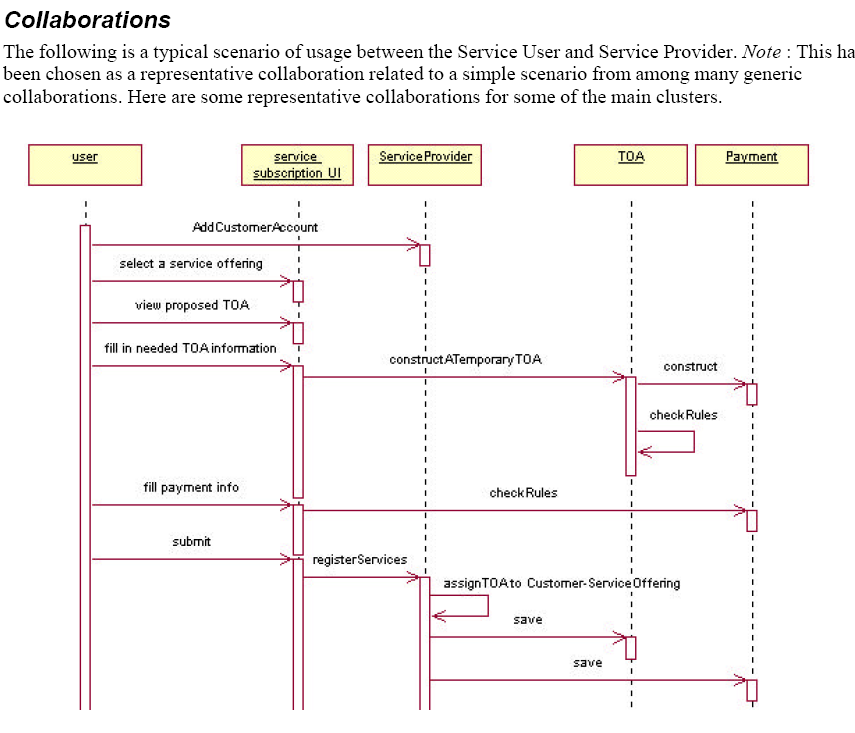 Collaborations
The following is a typical scenario of usage between the Service User and Service Provider. Note : This ha
been chosen as a representative collaboration related to a simple scenario from among many generic
collaborations. Here are some representative collaborations for some of the main clusters.
user
service
subscription UI
ServiceProvider
TOA
Payment
AddCustomerAccount
select a service offering
view proposed TOA
fill in needed TOA information
constructATemporaryTOA
construct
checkRules
fill payment info
checkRules
submit
registerServices
assignTOA to Customer-ServiceOffering
save
save